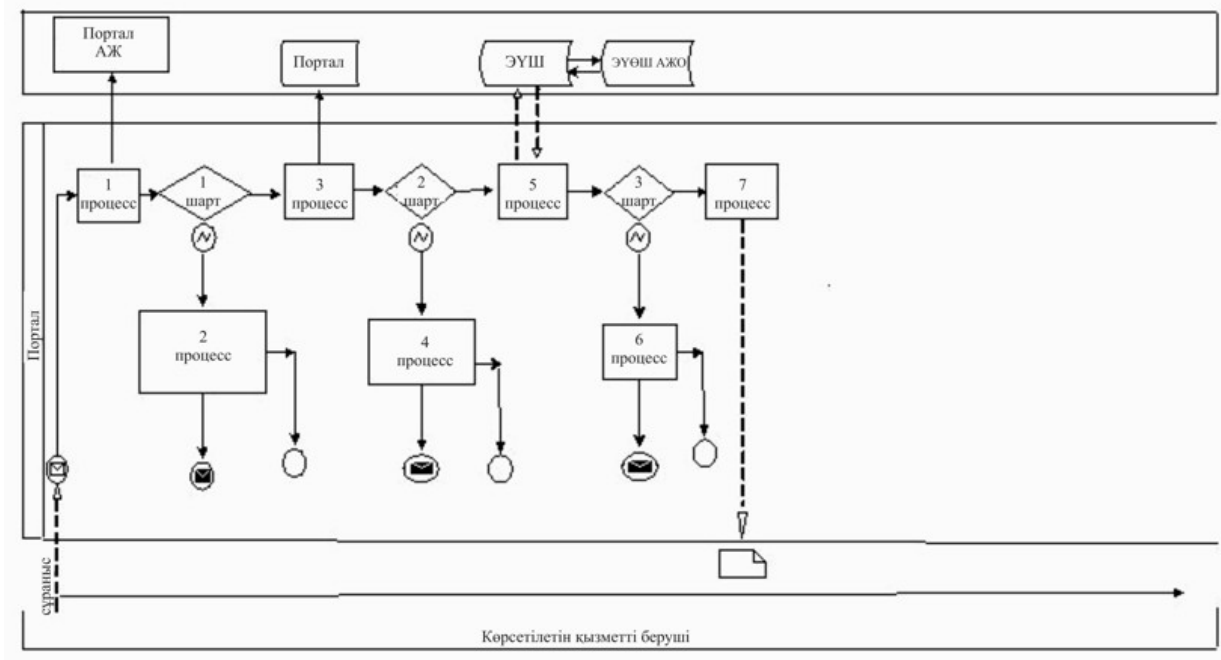 Портал
АЖ
Портал
ЭҮШ
ЭҮӨШ АЖО
1
процесс
1
шарт
3
процесс
2
шарт
5
процесс
3
шарт
7
процесс
2
процесс
4
процесс
6
процесс
Портал
сұраныс
Көрсетілетін қызметті беруші